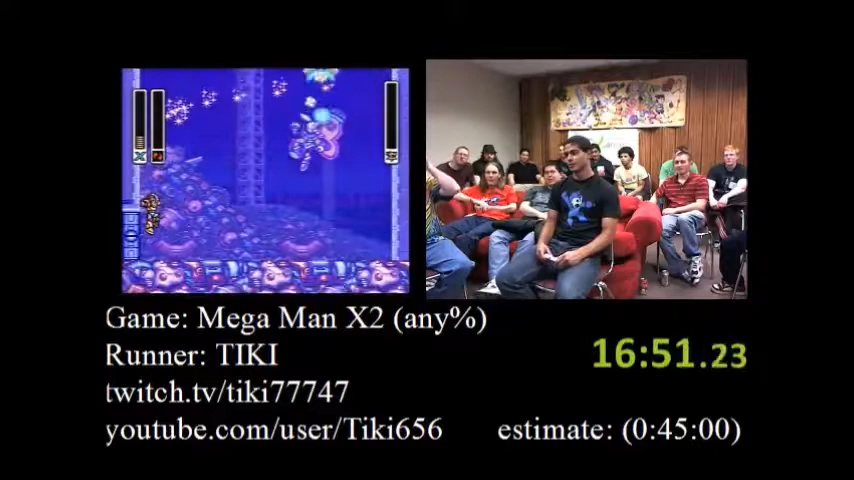 Game: Mega Man X2 (any%)
Runner: TIKI
16:51.23
twitch.tv/tiki77747
youtube.com/user/Tiki656
estimate: (0:45:00)